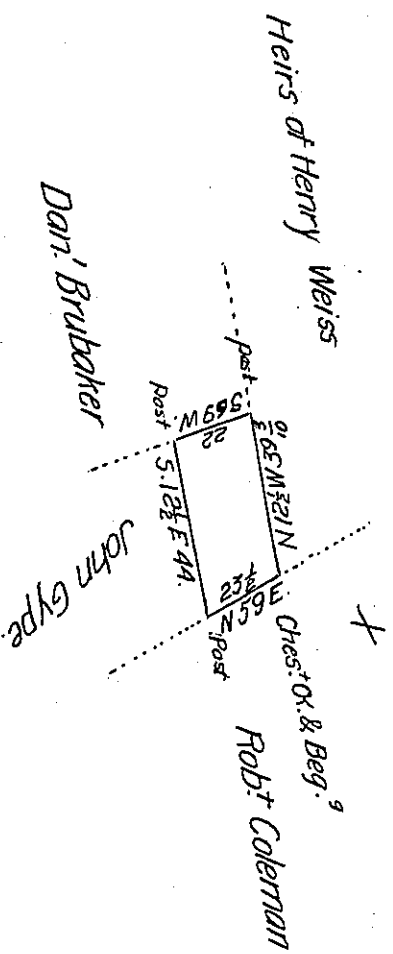 Heirs of Henry Weiss
Dan.' Brubaker
John Gype.
Rob.t Coleman
Ches.t Ok. & Beg.g
X
post
Post
Post
S69W
22
S.12½E 44.
N59E
23½
N12½W 39 3/10